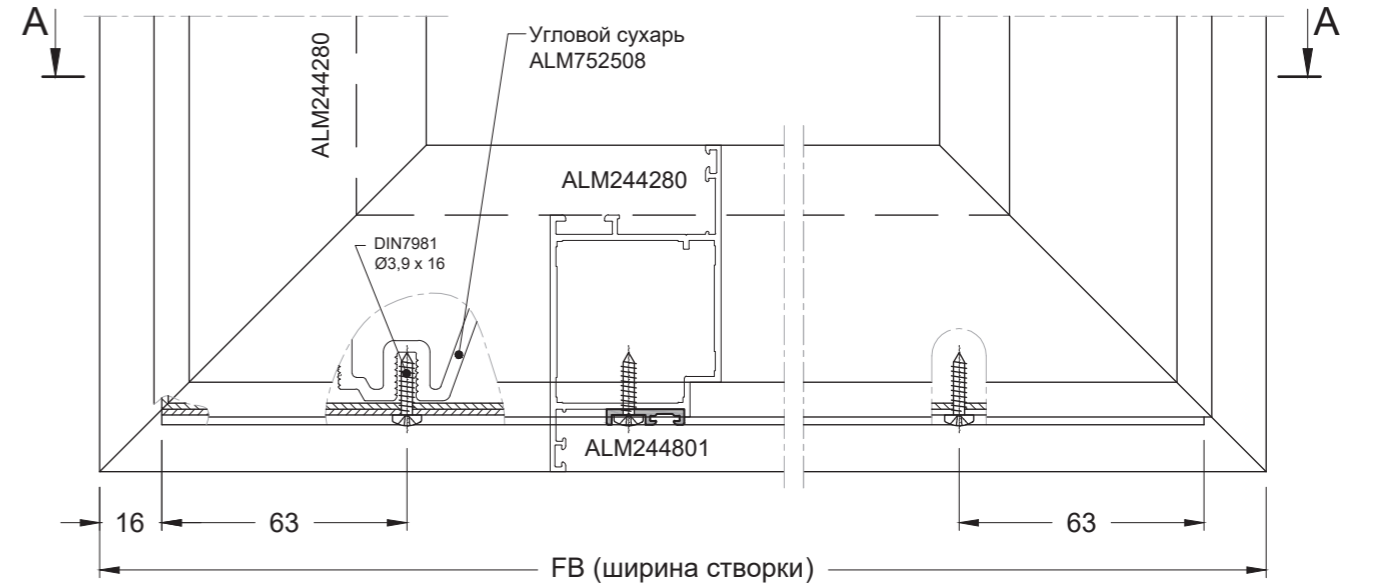 A
A
Угловой сухарь
ALM752508
ALM244280
ALM244280
DIN7981
Ø3,9 x 16
ALM244801
16
63
63
FB (ширина створки)